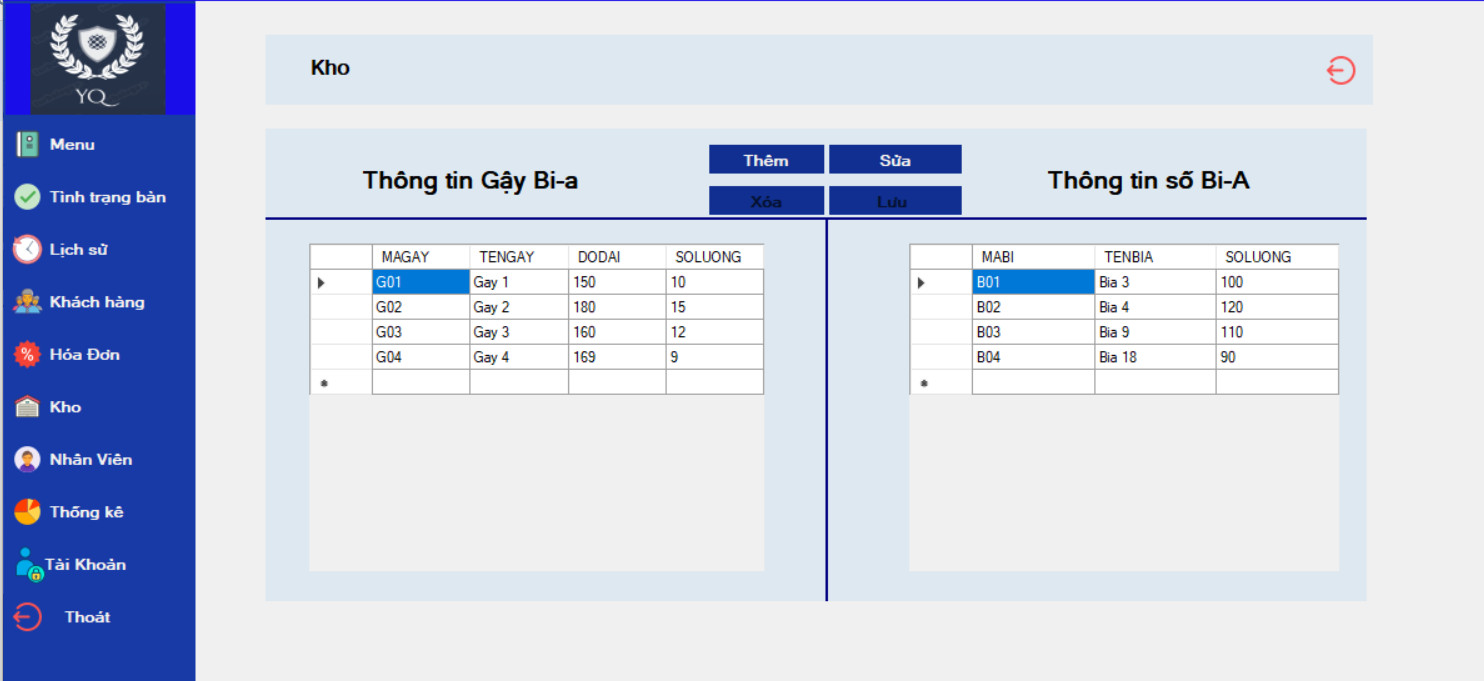 YQ
Menu
Tình trạng bàn
Lịch sử
Khách hàng
%
Hóa Đơn
Kho
Nhân Viên
Thống kê
Tài Khoản
Thoát
Kho
Thông tin Gậy Bi-a
Thêm Sửa
Xóa Lưu
Thông tin số Bi-A
MAGAY TENGAY DODAI SOLUONG
G01 Gay 1 150 10
G02 Gay 2 180 15
G03 Gay 3 160 12
G04 Gay 4 169 9
MABI TENBIA SOLUONG
B01 Bia 3 100
B02 Bia 4 120
B03 Bia 9 110
B04 Bia 18 90